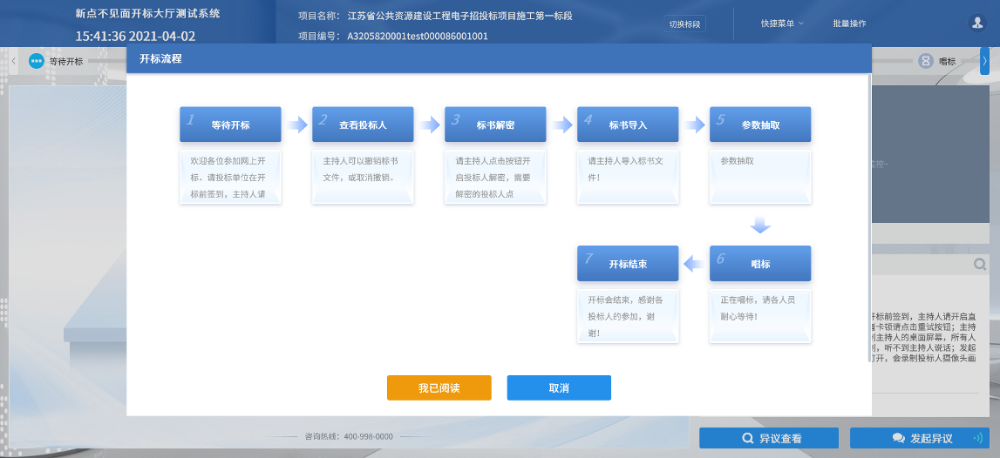 新点不见面开标大厅测试系统
15:41:36 2021-04-02
项目名称： 江苏省公共资源建设工程电子招投标项目施工第一标段
项目编号： A3205820001test000086001001
切换标段
快捷菜单
批量操作
等待开标
唱标
开标流程
1 等待开标
欢迎各位参加网上开
标。请投标单位在开
标前签到，主持人请
2 查看投标人
主持人可以撤销标书
文件，或取消撤销。
3 标书解密
请主持人点击按钮开
启投标人解密，需要
解密的投标人点
4 标书导入
请主持人导入标书文
件！
5 参数抽取
参数抽取
7 开标结束
开标会结束，感谢各
投标人的参加，谢
谢！
6 唱标
正在唱标，请各人员
耐心等待！
我已阅读
取消
监控~
开标前签到，主持人请开启直
卡顿请点击重试按钮；主持
主持人的桌面屏幕，所有人
，听不到主持人说话；发起
打开，会录制投标人摄像头画
咨询热线：400-998-0000
异议查看
发起异议